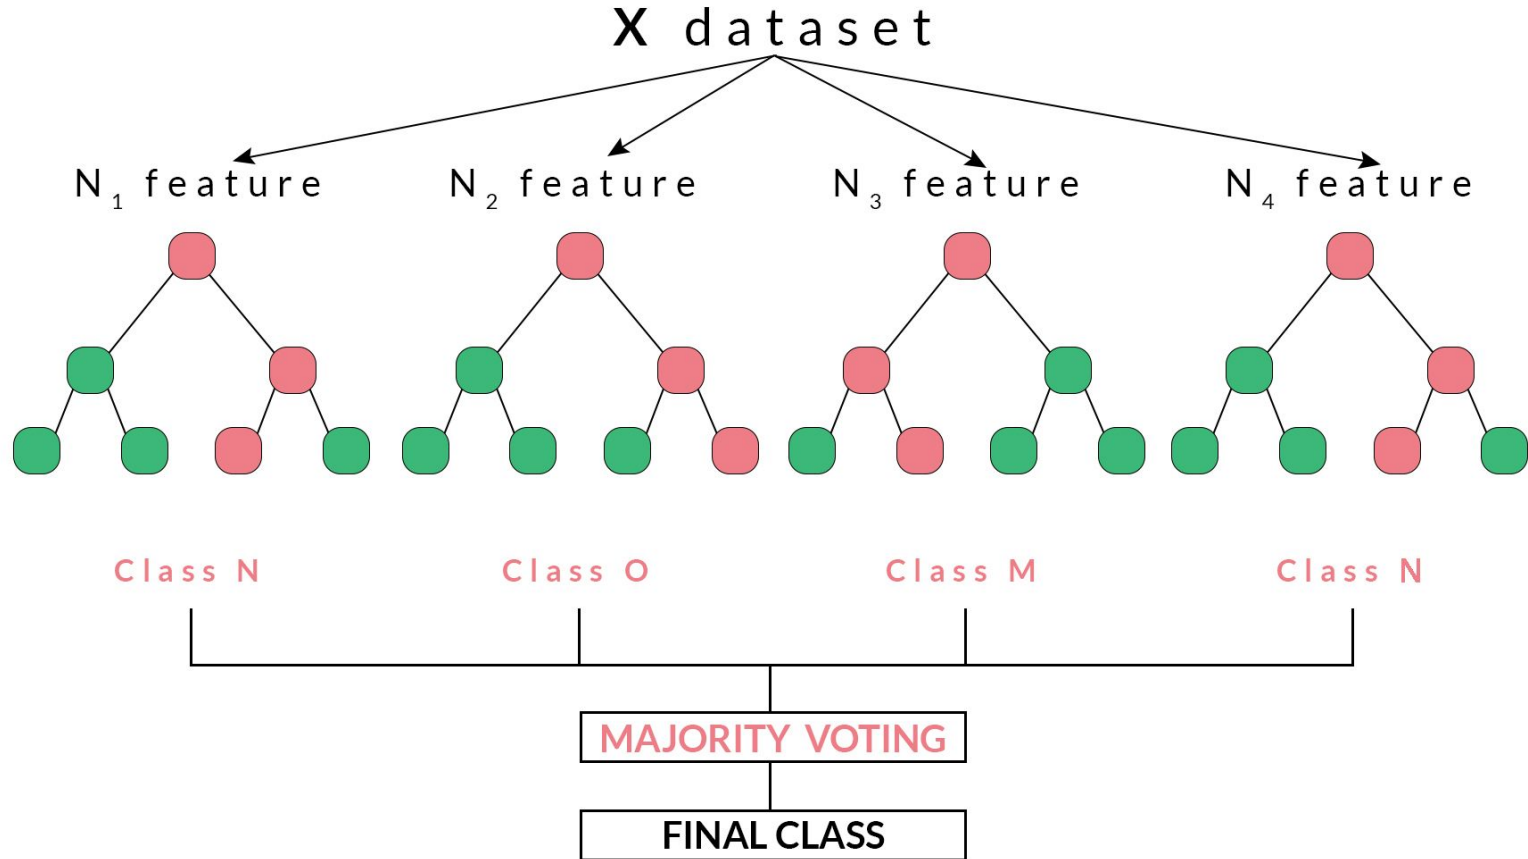 X dataset
N₁ feature N₂ feature N₃ feature N₄ feature
Class N Class O Class M Class N
MAJORITY VOTING
FINAL CLASS